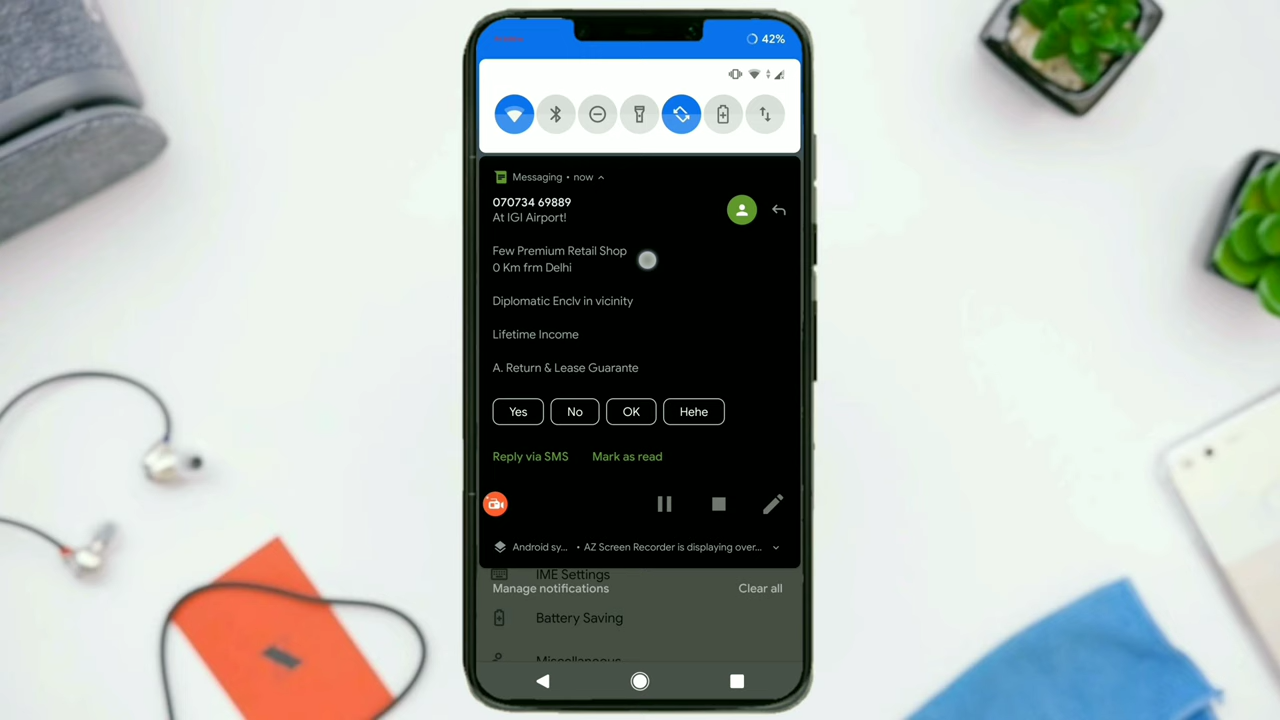 42%
Messaging • now
070734 69889
At IGI Airport!
Few Premium Retail Shop
0 Km frm Delhi
Diplomatic Enclv in vicinity
Lifetime Income
A. Return & Lease Guarante
Yes No OK Hehe
Reply via SMS Mark as read
Android sy... • AZ Screen Recorder is displaying over...
IME Settings
Manage notifications Clear all
Battery Saving
Miscellaneous